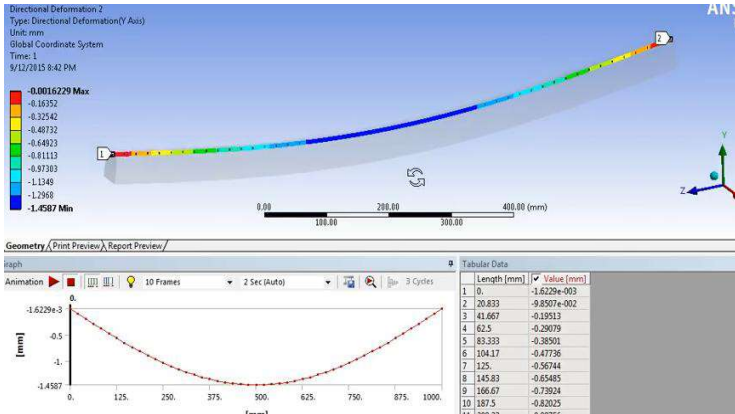 Directional Deformation 2
Type: Directional Deformation(Y Axis)
Unit: mm
Global Coordinate System
Time: 1
9/12/2015 8:42 PM
-0.0016229 Max
-0.16352
-0.32542
-0.48732
-0.64923
-0.81113
-0.97303
-1.1349
-1.2968
-1.4587 Min
AN
2
1
Y
Z
0.00 200.00 400.00 (mm)
100.00 300.00
Geometry Print Preview Report Preview
raph
Animation 10 Frames 2 Sec (Auto) 3 Cycles
0.
-1.6229e-3
-0.5
-1.
-1.4587
[mm]
0. 125. 250. 375. 500. 625. 750. 875. 1000.
[mm]
Tabular Data
Length [mm] Value [mm]
1 0. -1.6229e-003
2 20.833 -9.8507e-002
3 41.667 -0.19513
4 62.5 -0.29079
5 83.333 -0.38501
6 104.17 -0.47736
7 125. -0.56744
8 145.83 -0.65485
9 166.67 -0.73924
10 187.5 -0.82025